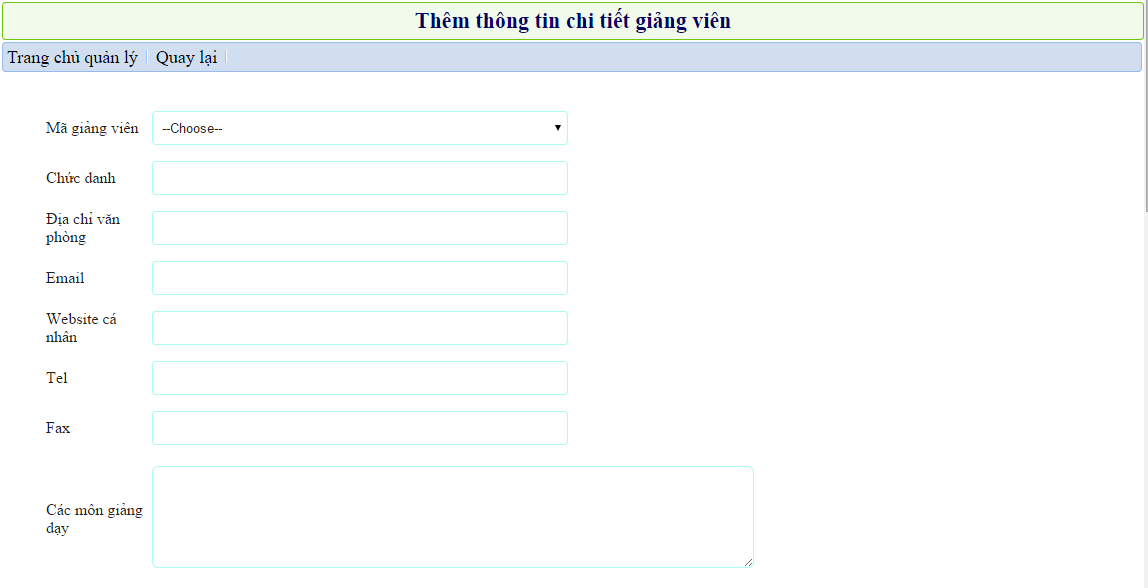 Thêm thông tin chi tiết giảng viên
Trang chủ quản lý Quay lại
Mã giảng viên --Choose--
Chức danh
Địa chỉ văn
phòng
Email
Website cá
nhân
Tel
Fax
Các môn giảng
dạy